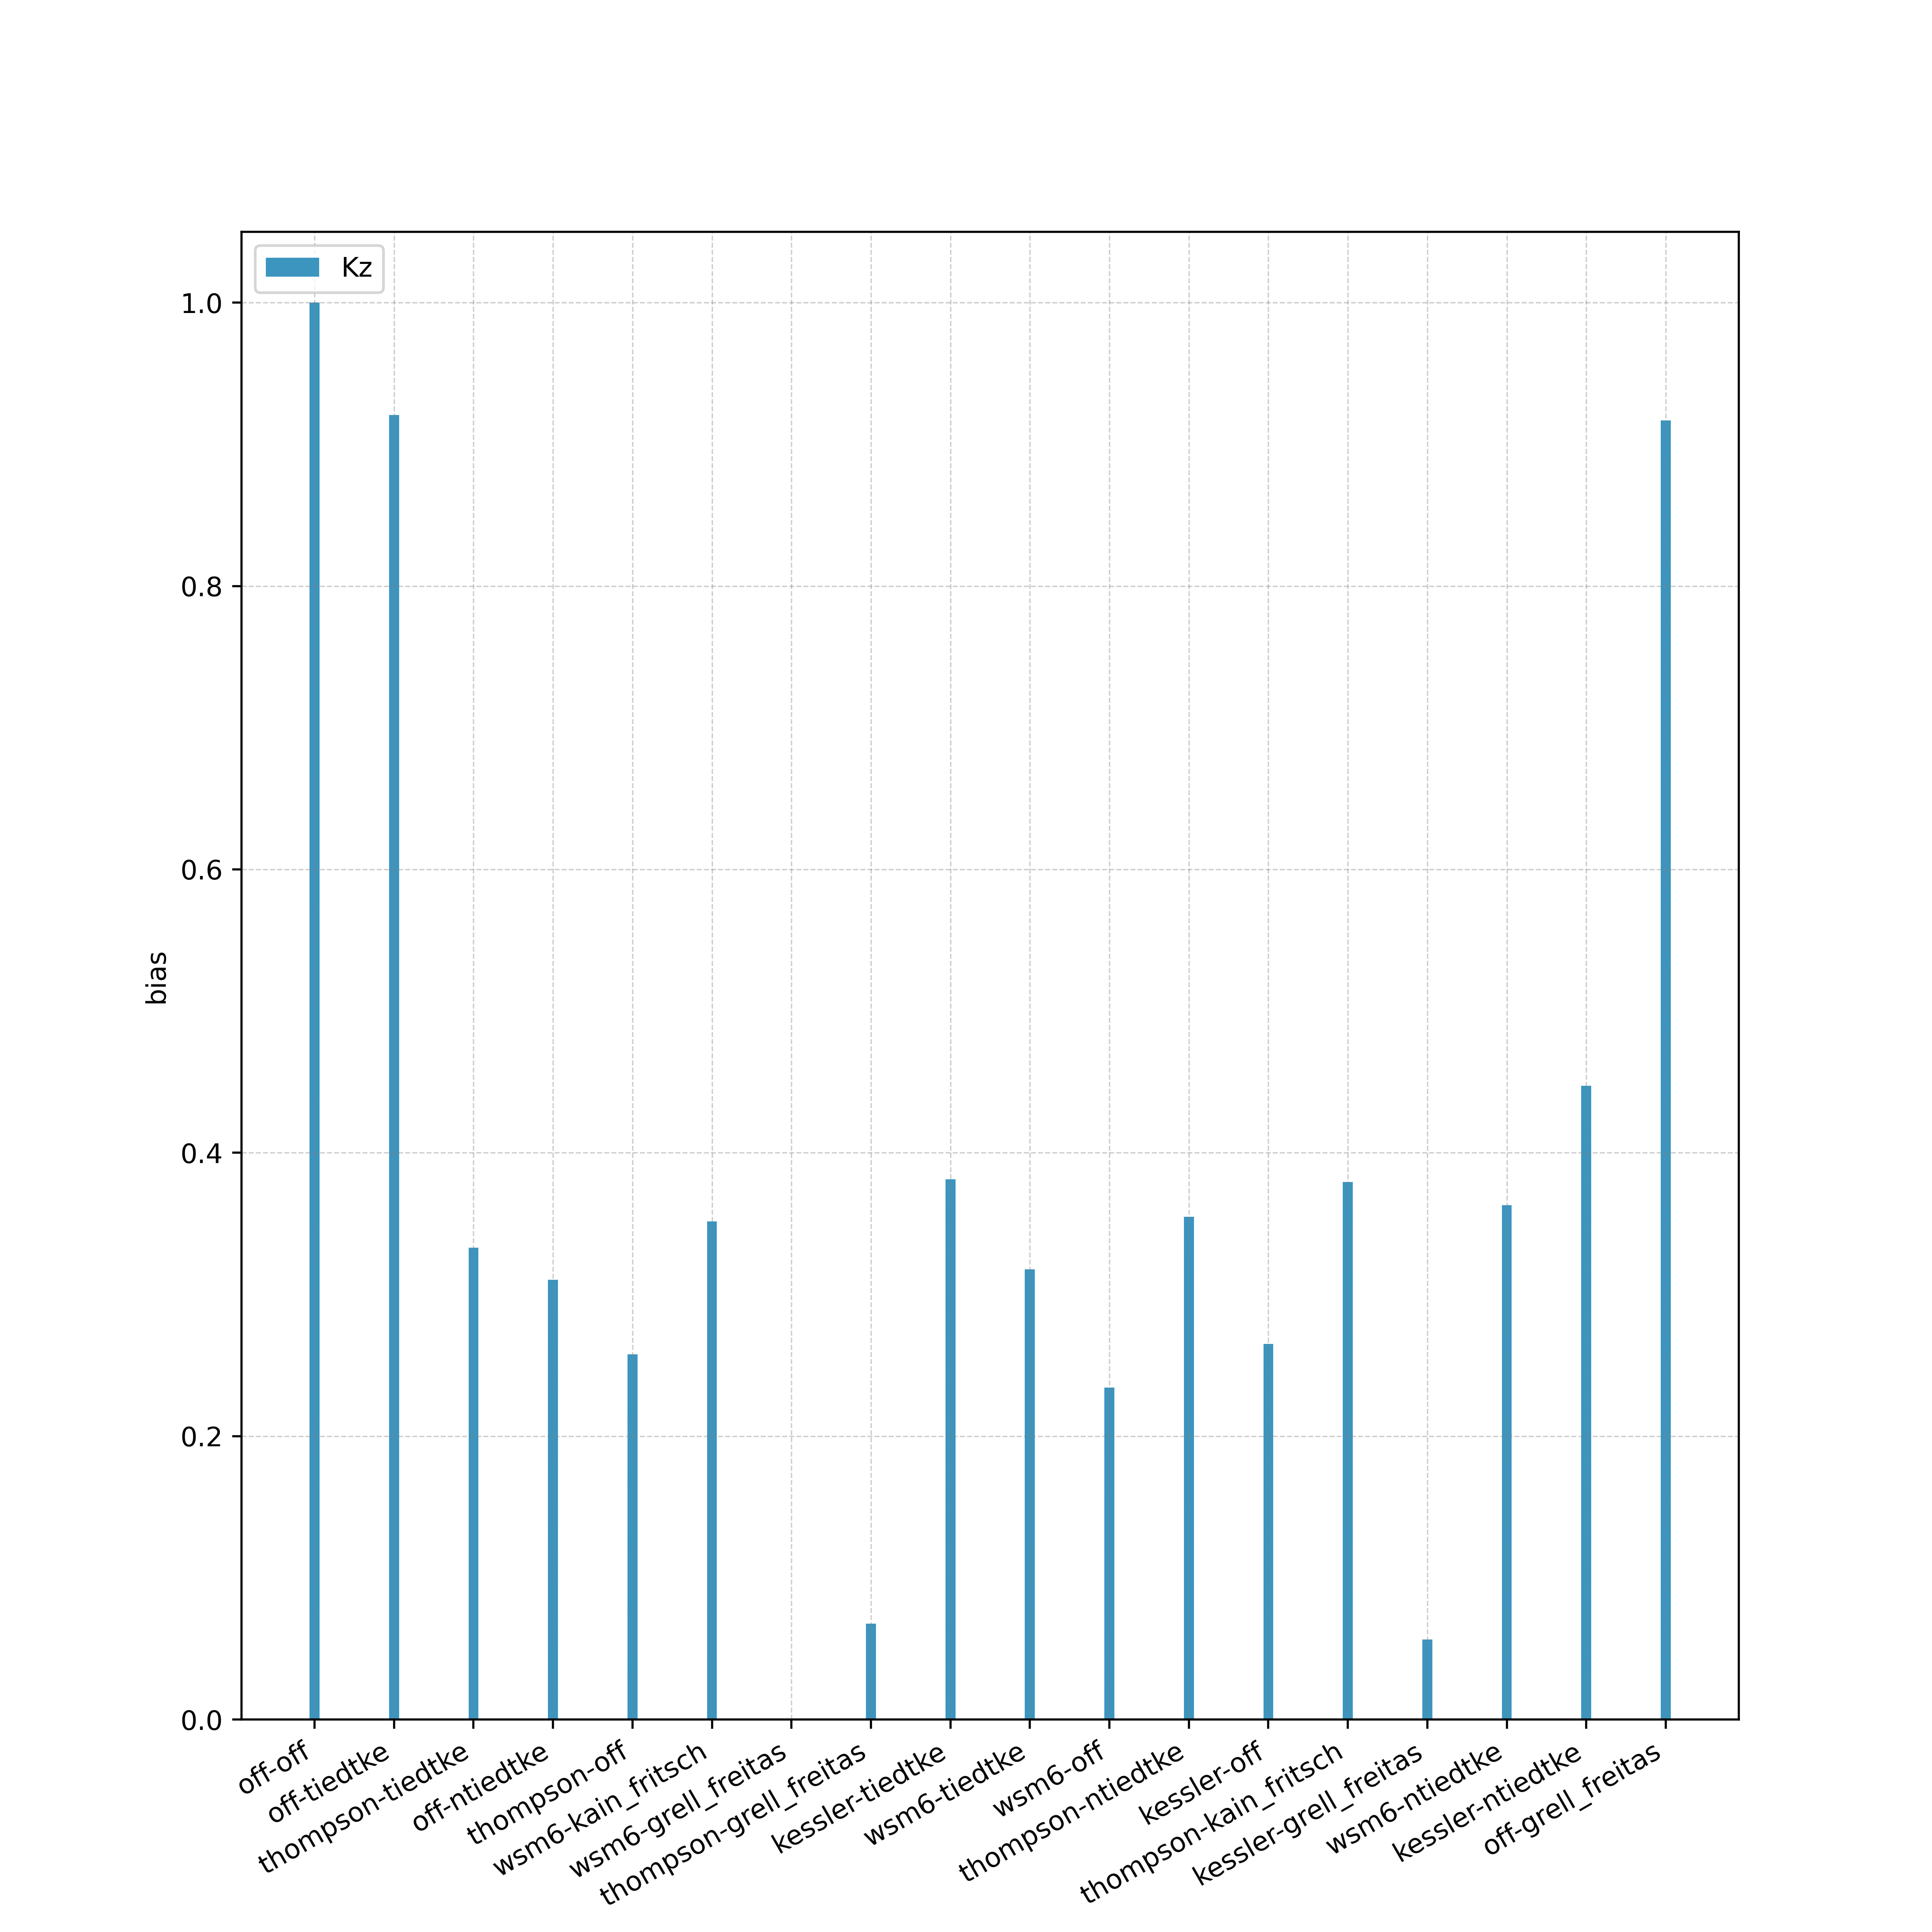 Kz
1.0
0.8
0.6
0.4
0.2
0.0
bias
off-off
off-tiedtke
thompson-tiedtke
off-ntiedtke
thompson-off
wsm6-kain_fritsch
wsm6-grell_freitas
thompson-grell_freitas
kessler-tiedtke
wsm6-tiedtke
wsm6-off
thompson-ntiedtke
kessler-off
thompson-kain_fritsch
kessler-grell_freitas
wsm6-ntiedtke
kessler-ntiedtke
off-grell_freitas